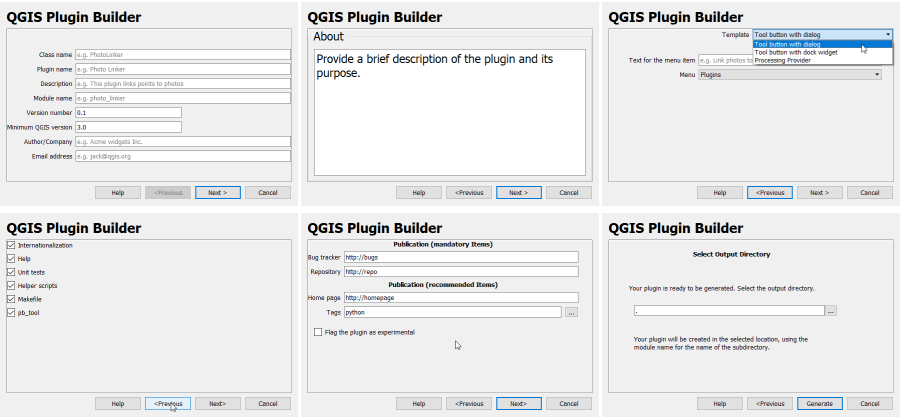 QGIS Plugin Builder
Class name e.g. PhotoLinker
Plugin name e.g. Photo Linker
Description e.g. This plugin links points to photos
Module name e.g. photo_linker
Version number 0.1
Minimum QGIS version 3.0
Author/Company e.g. Acme widgets Inc.
Email address e.g. jack@qgis.org
Help <Previous Next > Cancel
QGIS Plugin Builder
About
Provide a brief description of the plugin and its
purpose.
Help <Previous Next > Cancel
QGIS Plugin Builder
Template Tool button with dialog
Tool button with dialog
Tool button with dock widget
Processing Provider
Text for the menu item e.g. Link photos to
Menu Plugins
Help <Previous Next > Cancel
QGIS Plugin Builder
Internationalization
Help
Unit tests
Helper scripts
Makefile
pb_tool
Help <Previous Next> Cancel
QGIS Plugin Builder
Publication (mandatory Items)
Bug tracker http://bugs
Repository http://repo
Publication (recommended Items)
Home page http://homepage
Tags python ...
Flag the plugin as experimental
Help <Previous Next> Cancel
QGIS Plugin Builder
Select Output Directory
Your plugin is ready to be generated. Select the output directory.
. ...
Your plugin will be created in the selected location, using the
module name for the name of the subdirectory.
Help <Previous Generate Cancel